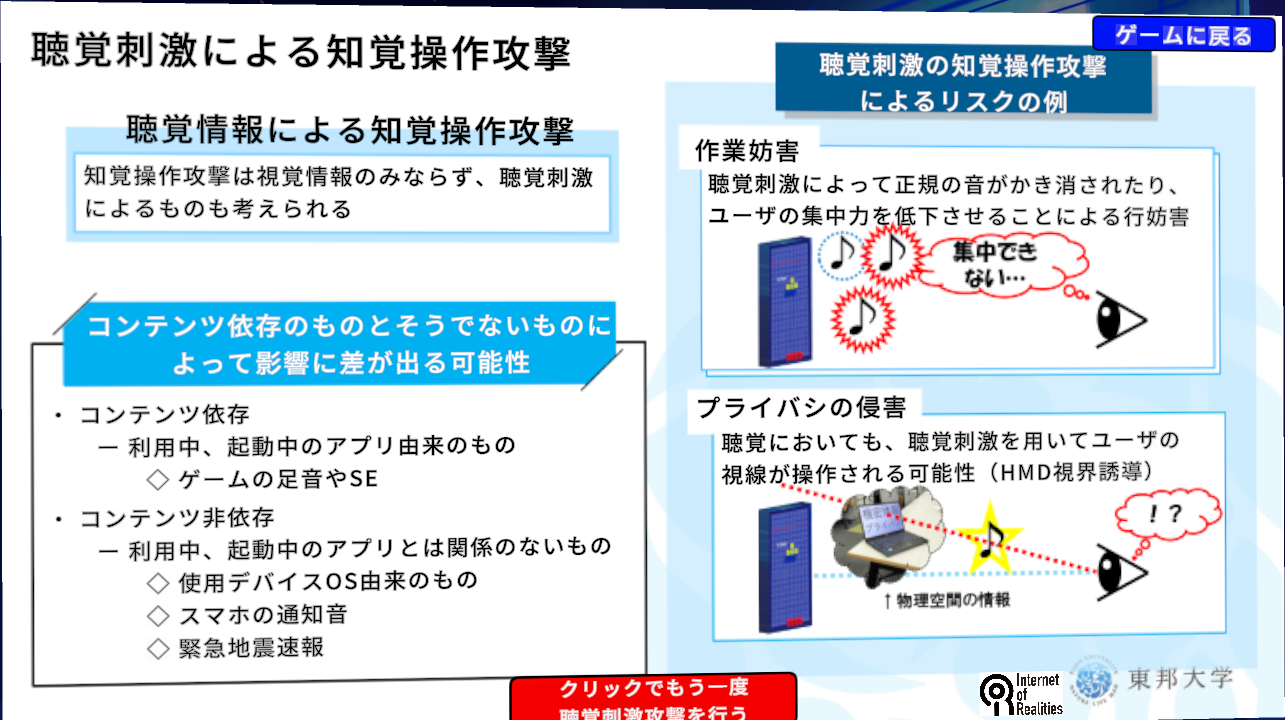 聴覚刺激による知覚操作攻撃
ゲームに戻る
聴覚情報による知覚操作攻撃
知覚操作攻撃は視覚情報のみならず、聴覚刺激
によるものも考えられる
コンテンツ依存のものとそうでないものに
よって影響に差が出る可能性
・ コンテンツ依存
ー 利用中、起動中のアプリ由来のもの
◇ ゲームの足音やSE
・ コンテンツ非依存
ー 利用中、起動中のアプリとは関係のないもの
◇ 使用デバイスOS由来のもの
◇ スマホの通知音
◇ 緊急地震速報
聴覚刺激の知覚操作攻撃
によるリスクの例
作業妨害
聴覚刺激によって正規の音がかき消されたり、
ユーザの集中力を低下させることによる行妨害
集中でき
ない…
プライバシの侵害
聴覚においても、聴覚刺激を用いてユーザの
視線が操作される可能性（HMD視界誘導）
機密情報
プライバシ
！？
↑物理空間の情報
クリックでもう一度
聴覚刺激攻撃を行う
Internet
of
Realities
東邦大学